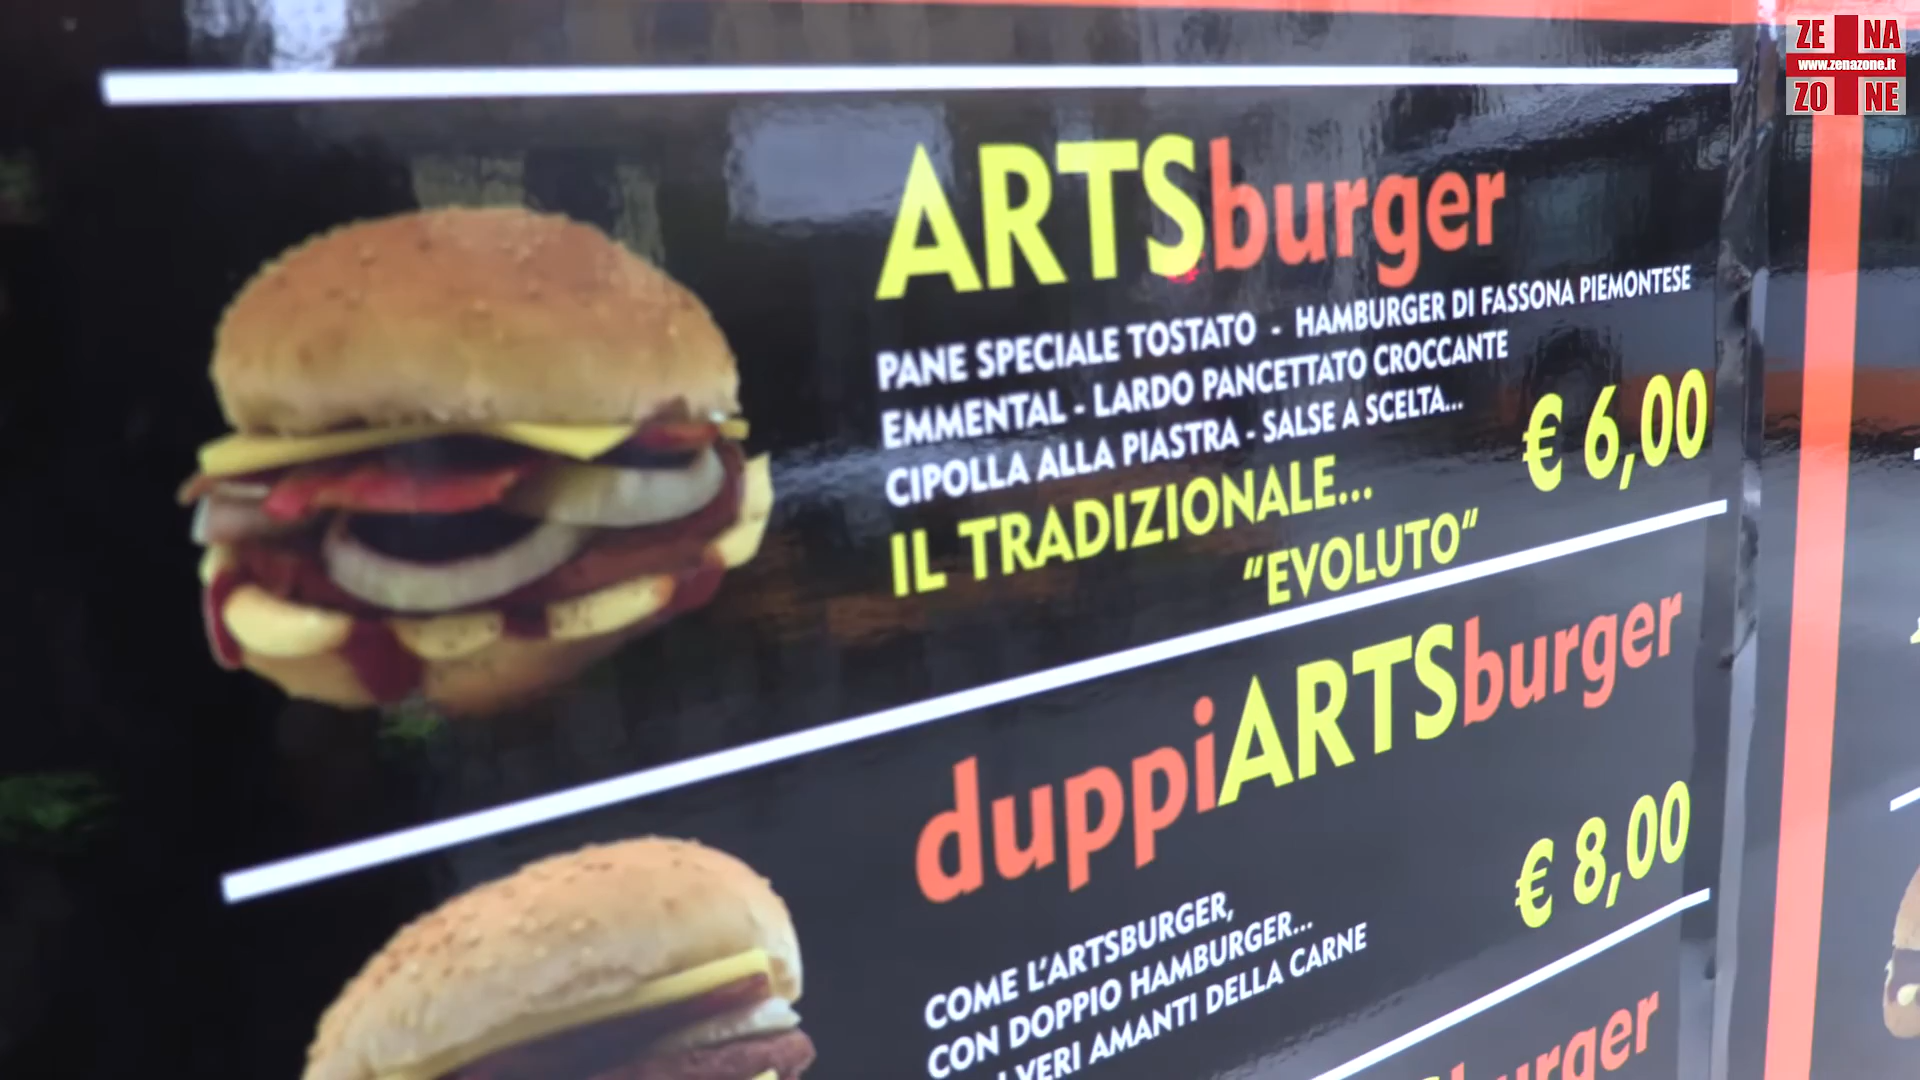 ZE NA
www.zenazone.it
ZO NE
ARTSburger
PANE SPECIALE TOSTATO - HAMBURGER DI FASSONA PIEMONTESE
EMMENTAL - LARDO PANCETTATO CROCCANTE
CIPOLLA ALLA PIASTRA - SALSE A SCELTA...
€ 6,00
IL TRADIZIONALE...
"EVOLUTO"
duppiARTSburger
€ 8,00
COME L'ARTSBURGER,
CON DOPPIO HAMBURGER...
VERI AMANTI DELLA CARNE
burger